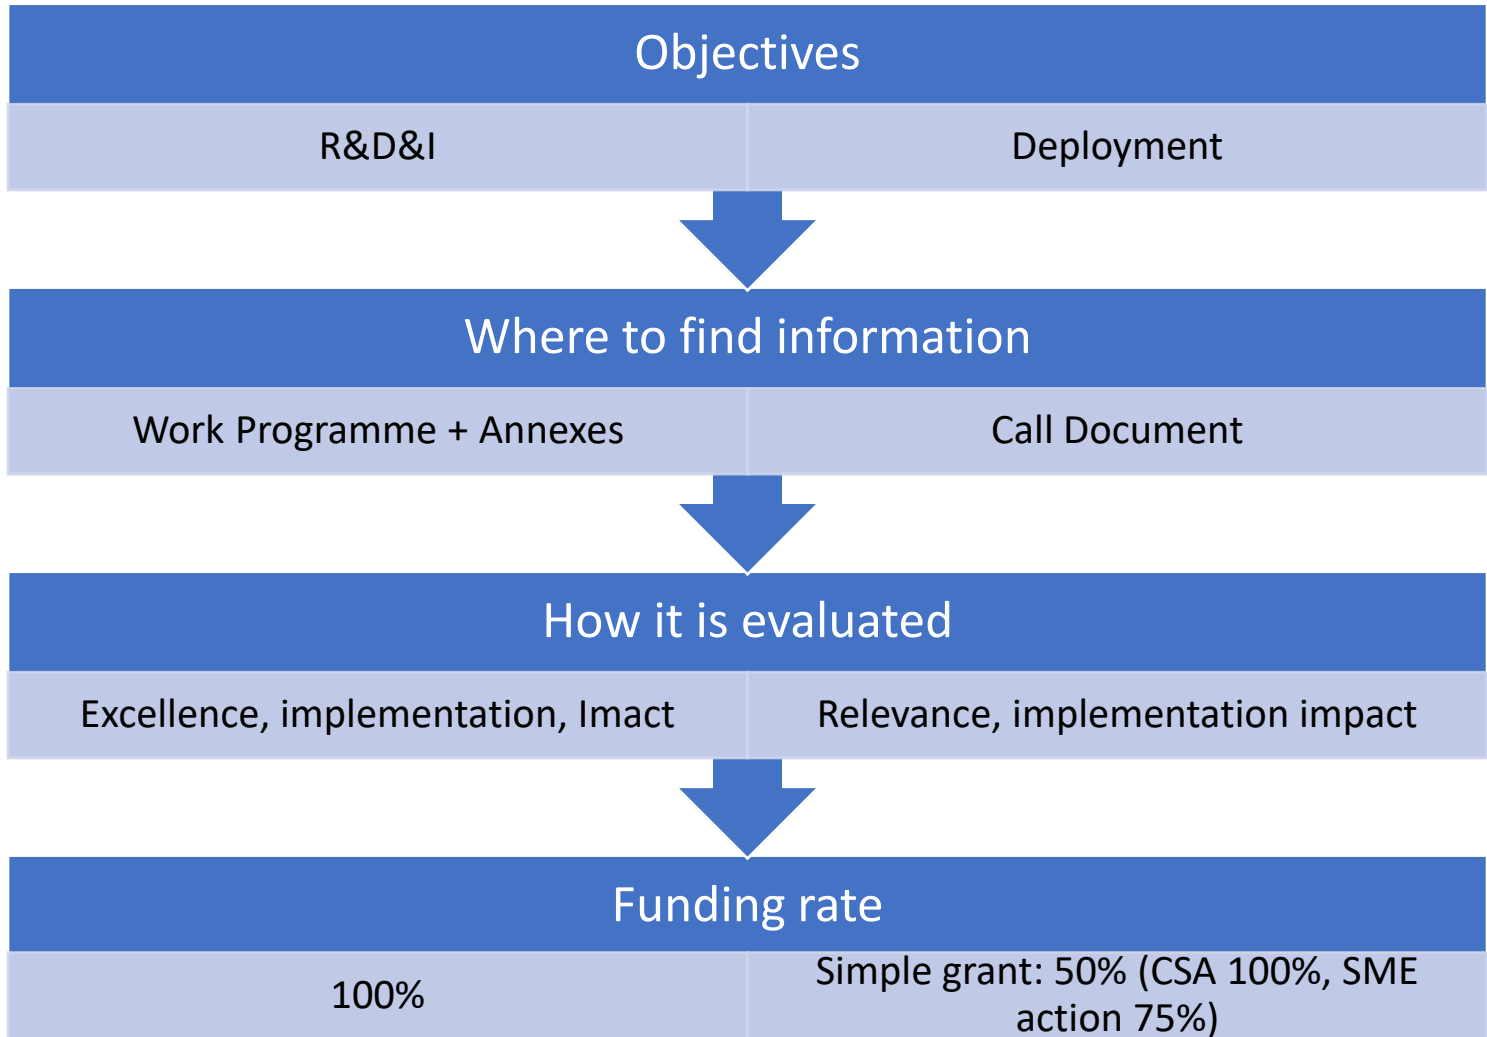 Objectives
R&D&I
Deployment
Where to find information
Work Programme + Annexes
Call Document
How it is evaluated
Excellence, implementation, Imact
Relevance, implementation impact
Funding rate
100%
Simple grant: 50% (CSA 100%, SME
action 75%)